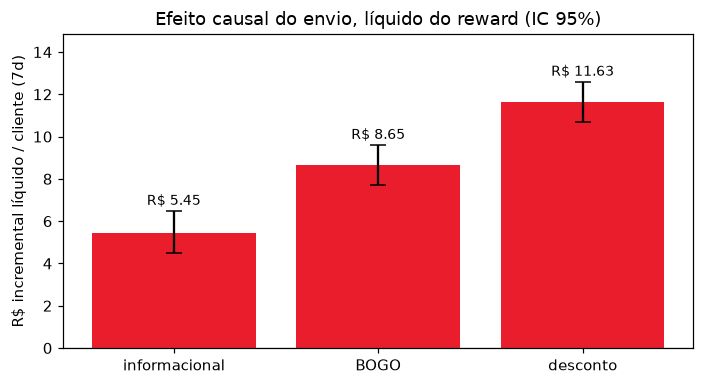 Efeito causal do envio, líquido do reward (IC 95%)
R$ incremental líquido / cliente (7d)
14
12
10
8
6
4
2
0
R$ 5.45
R$ 8.65
R$ 11.63
informacional
BOGO
desconto